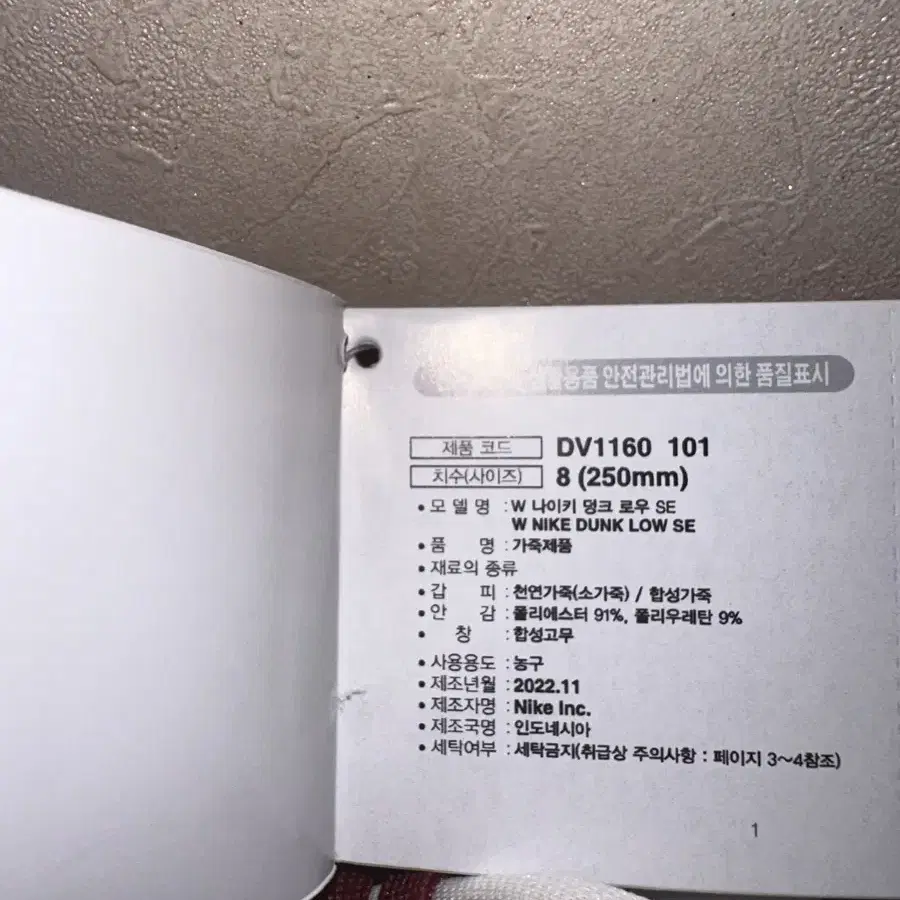 생활용품 안전관리법에 의한 품질표시
제품 코드 DV1160 101
치수(사이즈) 8 (250mm)
• 모 델 명 : W 나이키 덩크 로우 SE
W NIKE DUNK LOW SE
• 품 명 : 가죽제품
• 재료의 종류
• 갑 피 : 천연가죽(소가죽) / 합성가죽
• 안 감 : 폴리에스터 91%, 폴리우레탄 9%
• 창 : 합성고무
• 사용용도 : 농구
• 제조년월 : 2022.11
• 제조자명 : Nike Inc.
• 제조국명 : 인도네시아
• 세탁여부 : 세탁금지(취급상 주의사항 : 페이지 3~4참조)
1